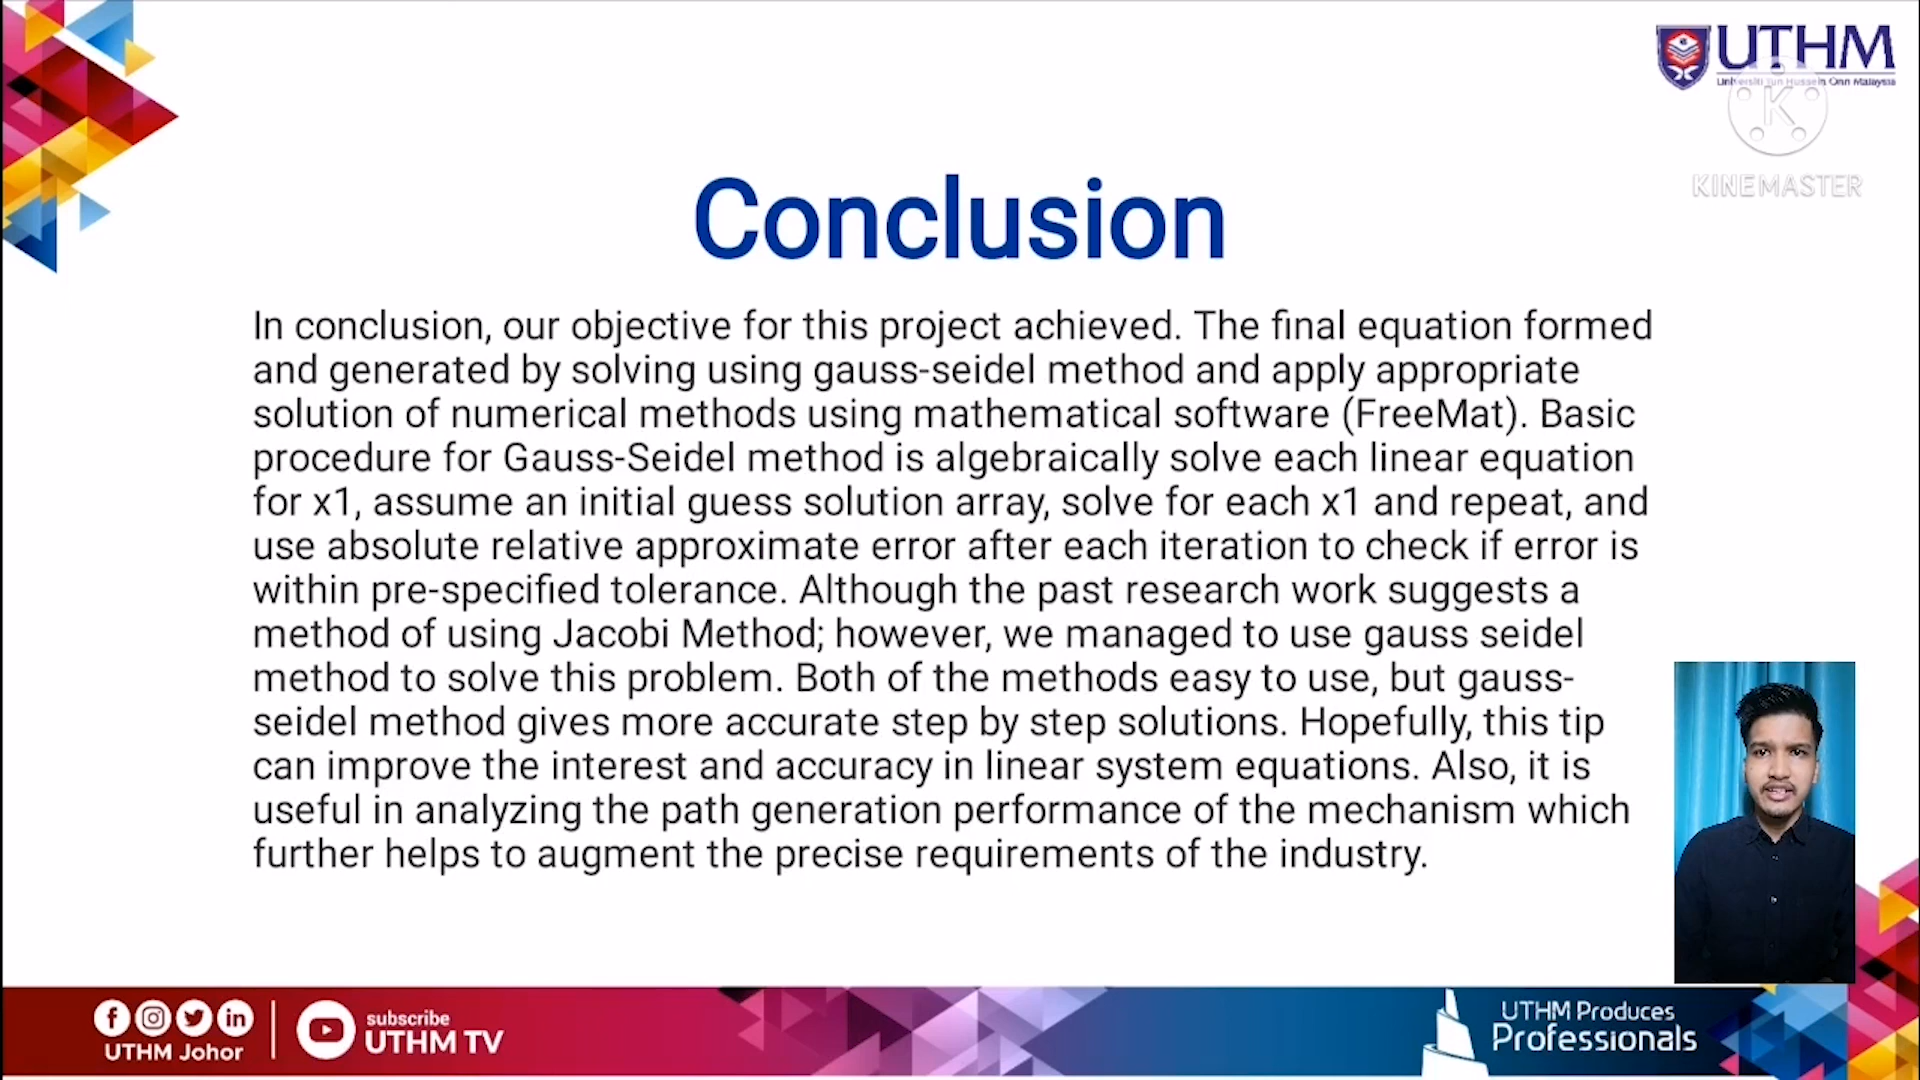 UTHM
Universiti Tun Hussein Onn Malaysia
K
KINEMASTER
Conclusion
In conclusion, our objective for this project achieved. The final equation formed
and generated by solving using gauss-seidel method and apply appropriate
solution of numerical methods using mathematical software (FreeMat). Basic
procedure for Gauss-Seidel method is algebraically solve each linear equation
for x1, assume an initial guess solution array, solve for each x1 and repeat, and
use absolute relative approximate error after each iteration to check if error is
within pre-specified tolerance. Although the past research work suggests a
method of using Jacobi Method; however, we managed to use gauss seidel
method to solve this problem. Both of the methods easy to use, but gauss-
seidel method gives more accurate step by step solutions. Hopefully, this tip
can improve the interest and accuracy in linear system equations. Also, it is
useful in analyzing the path generation performance of the mechanism which
further helps to augment the precise requirements of the industry.
UTHM Johor
subscribe
UTHM TV
UTHM Produces
Professionals